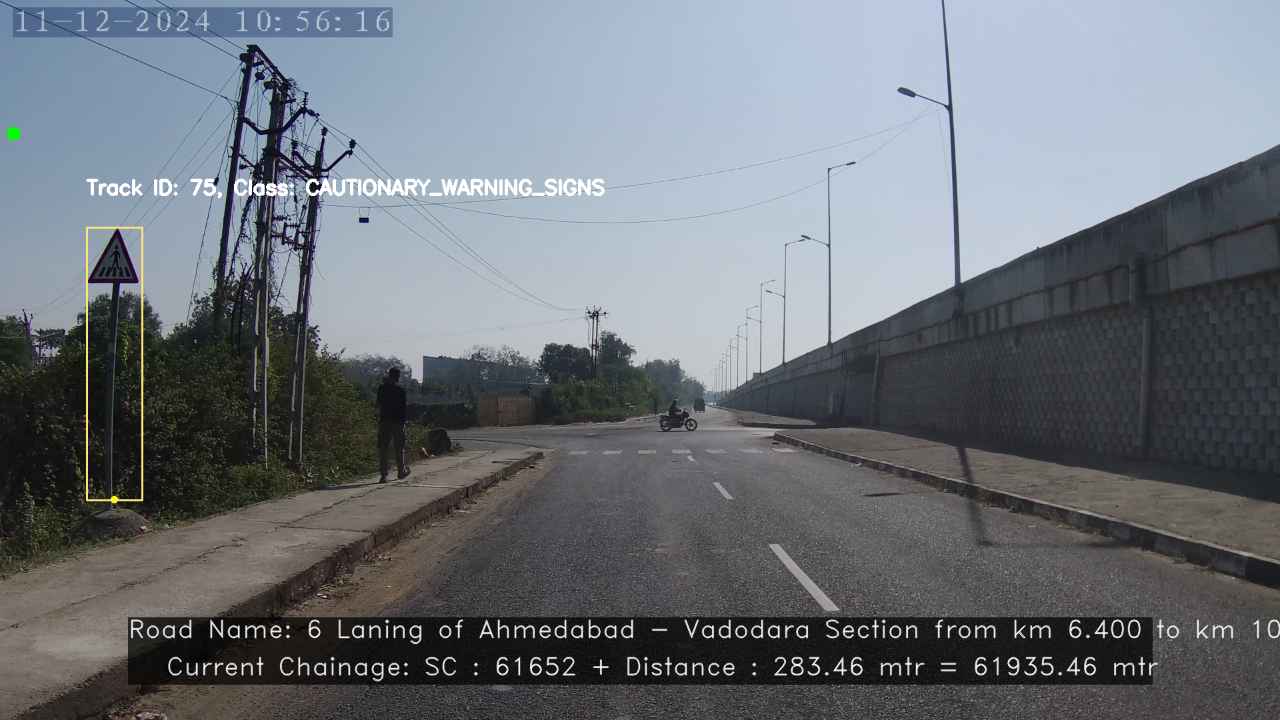 11-12-2024 10:56:16
Track ID: 75, Class: CAUTIONARY_WARNING_SIGNS
Road Name: 6 Laning of Ahmedabad - Vadodara Section from km 6.400 to km 10
Current Chainage: SC : 61652 + Distance : 283.46 mtr = 61935.46 mtr